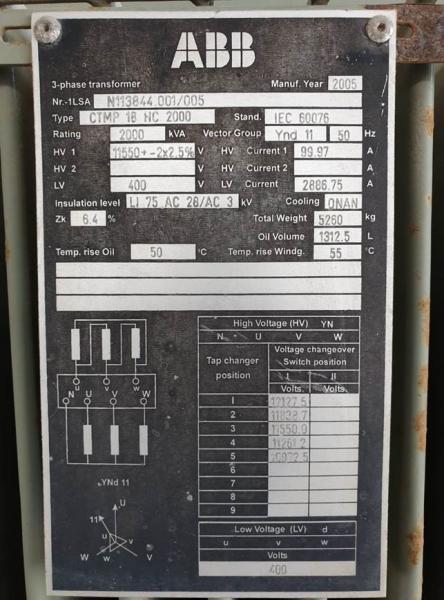 ABB
3-phase transformer Manuf. Year 2005
Nr.-1LSA N113844.001/005
Type CTMP 18 HC 2000 Stand. IEC 60076
Rating 2000 kVA Vector Group Ynd 11 50 Hz
HV 1 11550+-2x2.5% V HV Current 1 99.97 A
HV 2 V HV Current 2 A
LV 400 V LV Current 2886.75 A
Insulation level LI 75 AC 28/AC 3 kV Cooling ONAN
Zk 6.4 % Total Weight 5260 kg
Oil Volume 1312.5 L
Temp. rise Oil 50 °C Temp. rise Windg. 55 °C
High Voltage (HV) YN
N U V W
Tap changer position
Voltage changeover
Switch position
I II
Volts. Volts.
1 12127.5
2 11838.7
3 11550.0
4 11261.2
5 10972.5
6
7
8
9
Low Voltage (LV) d
u v w
Volts
400
u v w
N U V W
YNd 11
U
11
u
v
W w V